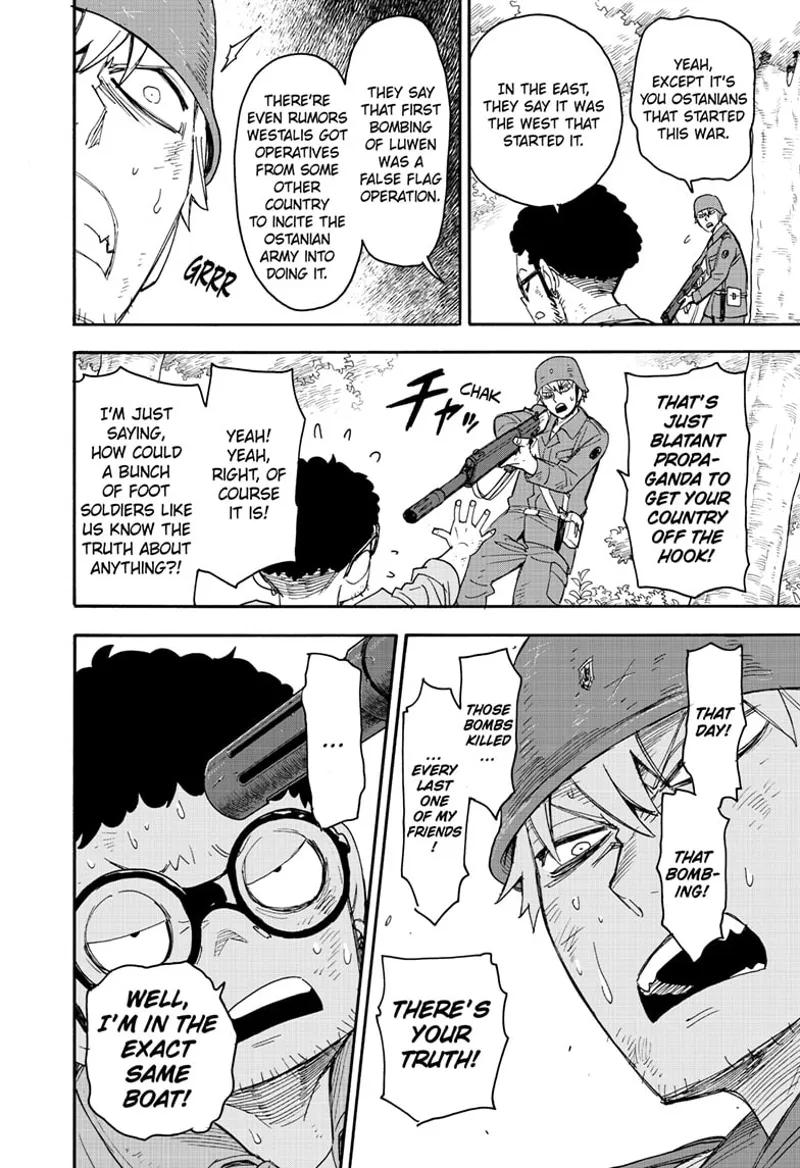 YEAH,
EXCEPT IT'S
YOU OSTANIANS
THAT STARTED
THIS WAR.
IN THE EAST,
THEY SAY IT WAS
THE WEST THAT
STARTED IT.
THEY SAY
THAT FIRST
BOMBING
OF LUWEN
WAS A
FALSE FLAG
OPERATION.
THERE'RE
EVEN RUMORS
WESTALIS GOT
OPERATIVES
FROM SOME
OTHER
COUNTRY
TO INCITE THE
OSTANIAN
ARMY INTO
DOING IT.
GRRR
THAT'S
JUST
BLATANT
PROPA-
GANDA TO
GET YOUR
COUNTRY
OFF THE
HOOK!
チャッ
CHAK
YEAH!
YEAH,
RIGHT, OF
COURSE
IT IS!
I'M JUST
SAYING,
HOW COULD
A BUNCH
OF FOOT
SOLDIERS LIKE
US KNOW THE
TRUTH ABOUT
ANYTHING?!
THAT
DAY!
THAT
BOMB-
ING!
THOSE
BOMBS
KILLED
...
...
EVERY
LAST
ONE
OF MY
FRIENDS
!
THERE'S
YOUR
TRUTH!
...
WELL,
I'M IN THE
EXACT
SAME
BOAT!